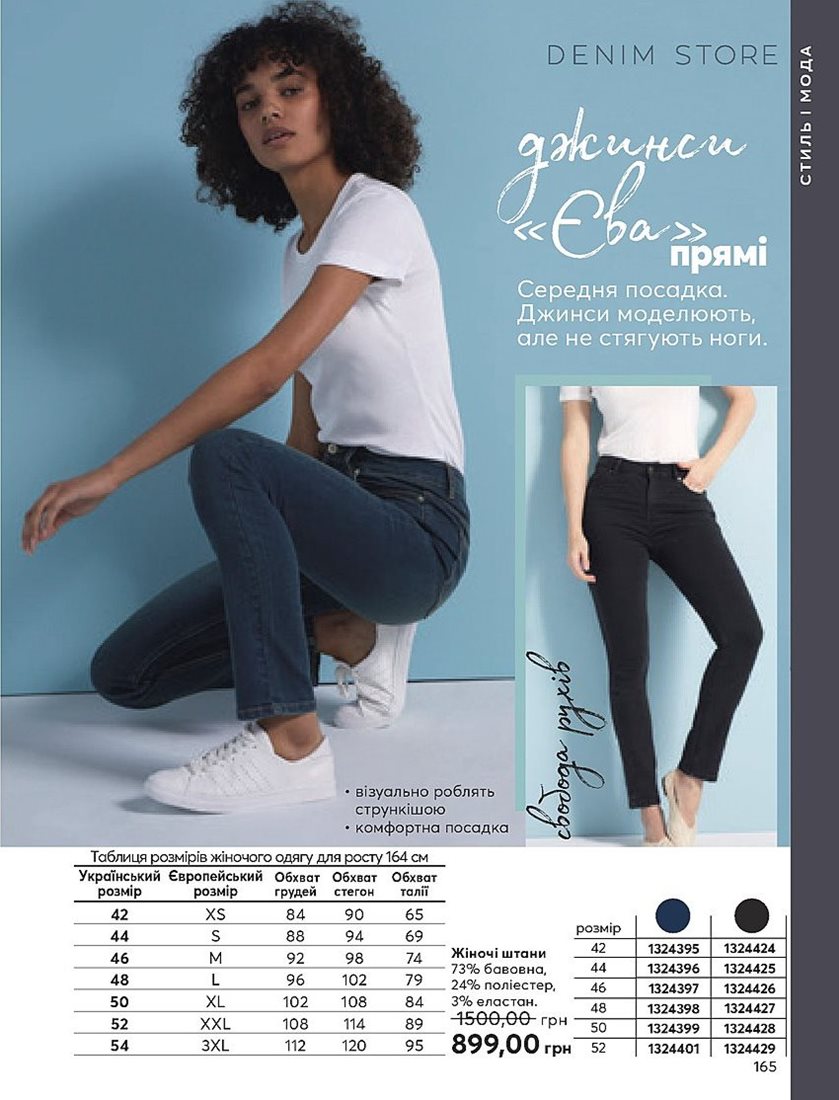 DENIM STORE
СТИЛЬ І МОДА
джинси
«Єва»
прямі
Середня посадка.
Джинси моделюють,
але не стягують ноги.
свобода рухів
• візуально роблять
стрункішою
• комфортна посадка
Таблиця розмірів жіночого одягу для росту 164 см
Український розмір Європейський розмір Обхват грудей Обхват стегон Обхват талії
42 XS 84 90 65
44 S 88 94 69
46 M 92 98 74
48 L 96 102 79
50 XL 102 108 84
52 XXL 108 114 89
54 3XL 112 120 95
Жіночі штани
73% бавовна,
24% поліестер,
3% еластан.
1500,00 грн
899,00 грн
розмір
42 1324395 1324424
44 1324396 1324425
46 1324397 1324426
48 1324398 1324427
50 1324399 1324428
52 1324401 1324429
165